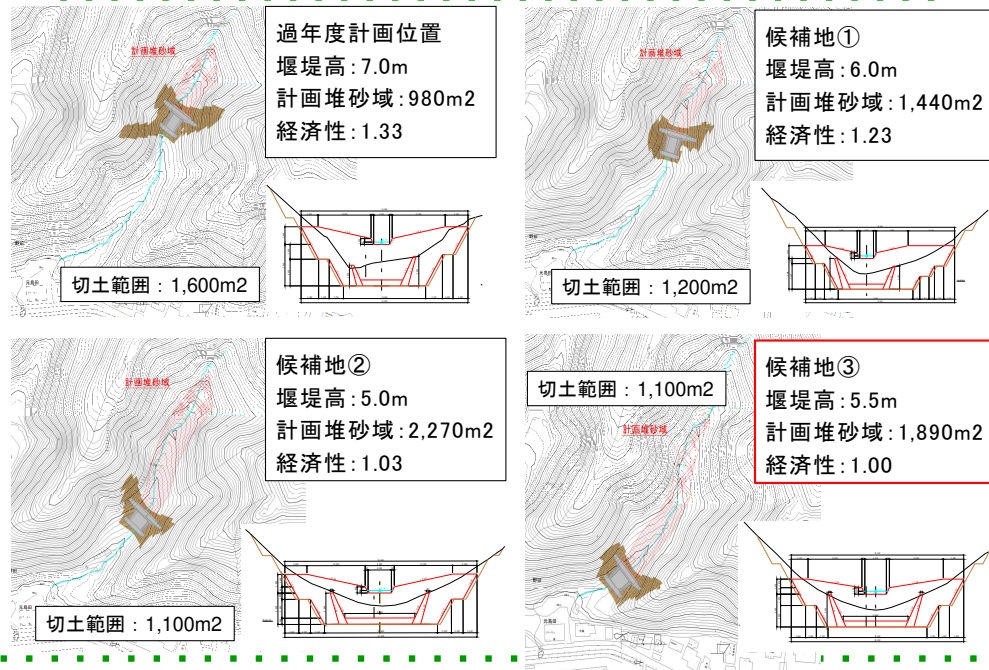 計画堆砂域
過年度計画位置
堰堤高：7.0m
計画堆砂域：980m2
経済性：1.33
切土範囲：1,600m2
計画堆砂域
候補地①
堰堤高：6.0m
計画堆砂域：1,440m2
経済性：1.23
切土範囲：1,200m2
計画堆砂域
候補地②
堰堤高：5.0m
計画堆砂域：2,270m2
経済性：1.03
切土範囲：1,100m2
切土範囲：1,100m2
計画堆砂域
候補地③
堰堤高：5.5m
計画堆砂域：1,890m2
経済性：1.00